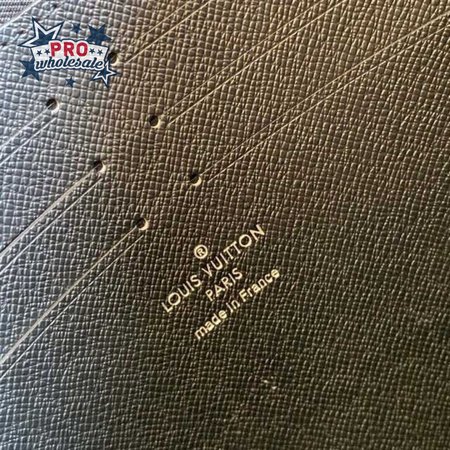 PRO
wholesale
®
LOUIS VUITTON
PARIS
made in France